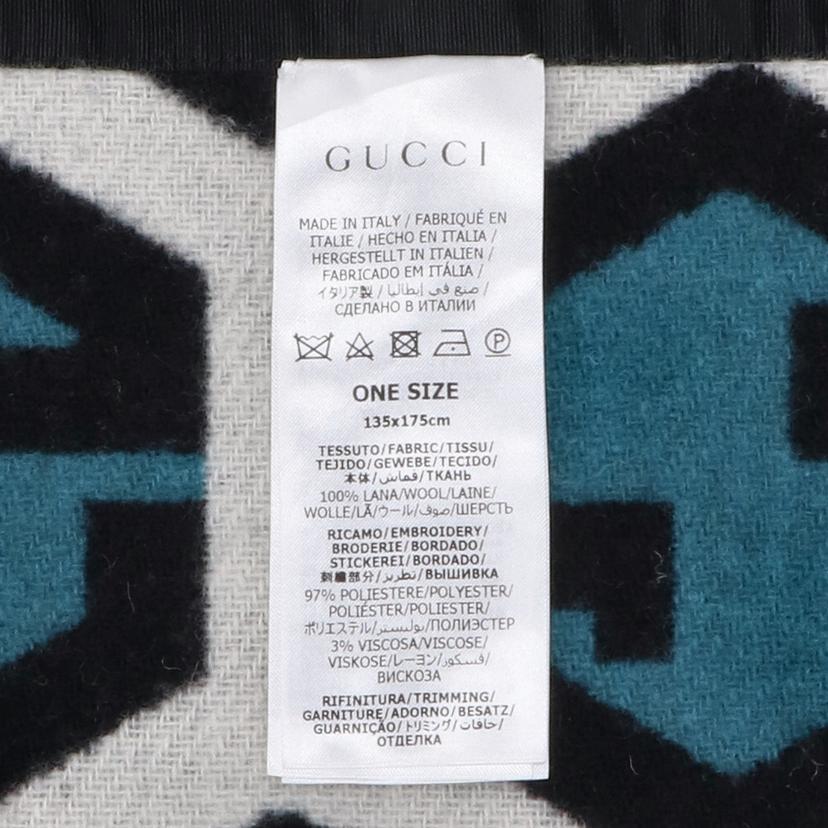 GUCCI
MADE IN ITALY / FABRIQUÉ EN
ITALIE / HECHO EN ITALIA /
HERGESTELLT IN ITALIEN /
FABRICADO EM ITÁLIA /
イタリア製 / صنع في إيطاليا /
СДЕЛАНО В ИТАЛИИ
P
ONE SIZE
135x175cm
TESSUTO/FABRIC/TISSU/
TEJIDO/GEWEBE/TECIDO/
本体/قماش/ТКАНЬ
100% LANA/WOOL/LAINE/
WOLLE/LÃ/ウール/صوف/ШЕРСТЬ
RICAMO/EMBROIDERY/
BRODERIE/BORDADO/
STICKEREI/BORDADO/
刺繍部分/تطريز/ВЫШИВКА
97% POLIESTERE/POLYESTER/
POLIÉSTER/POLIESTER/
ポリエステル/بوليستر/ПОЛИЭСТЕР
3% VISCOSA/VISCOSE/
VISKOSE/レーヨン/فسكوز/
ВИСКОЗА
RIFINITURA/TRIMMING/
GARNITURE/ADORNO/BESATZ/
GUARNIÇÃO/トリミング/حافات/
ОТДЕЛКА